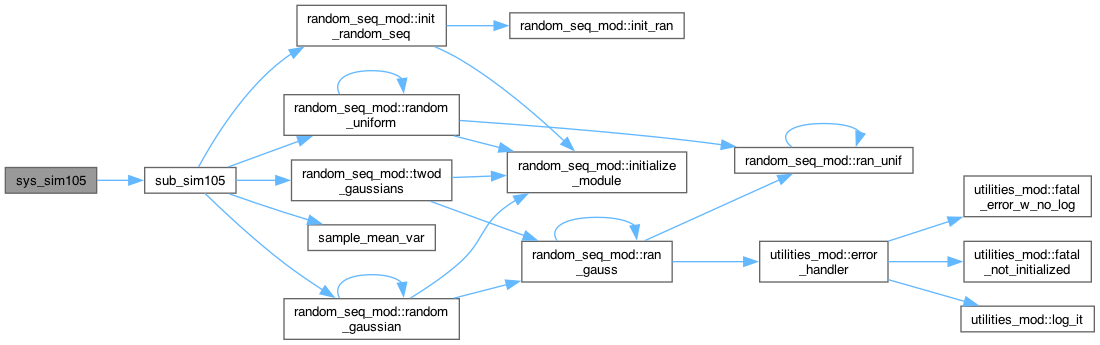 sys_sim105
sub_sim105
random_seq_mod::init
_random_seq
random_seq_mod::random
_uniform
random_seq_mod::twod
_gaussians
sample_mean_var
random_seq_mod::random
_gaussian
random_seq_mod::init_ran
random_seq_mod::initialize
_module
random_seq_mod::ran
_gauss
random_seq_mod::ran_unif
utilities_mod::error
_handler
utilities_mod::fatal
_error_w_no_log
utilities_mod::fatal
_not_initialized
utilities_mod::log_it